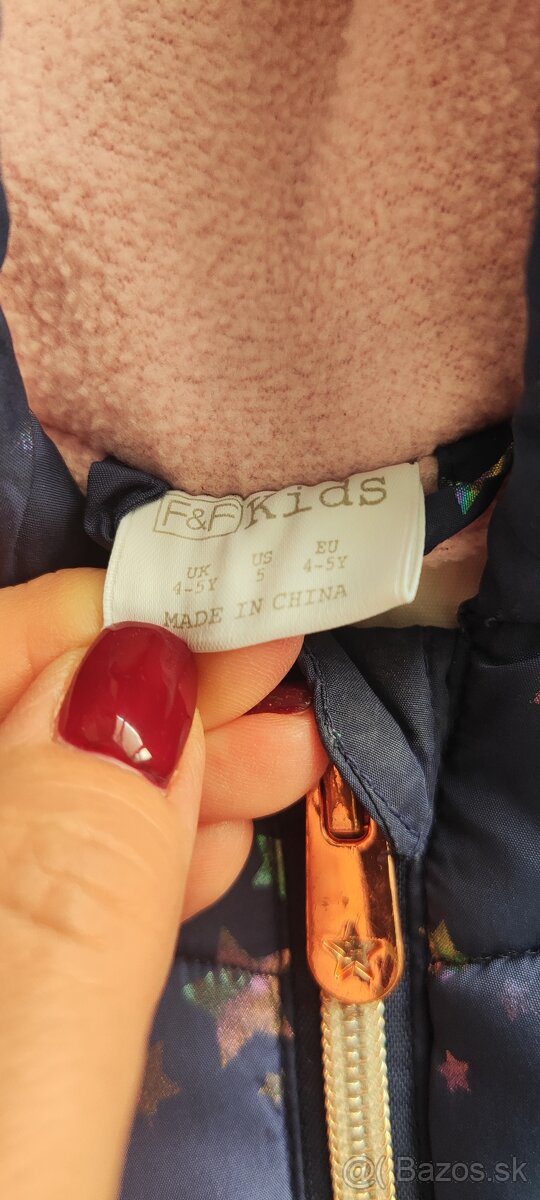 F&F Kids
UK US EU
4-5Y 5 4-5Y
MADE IN CHINA
@( Bazos.sk